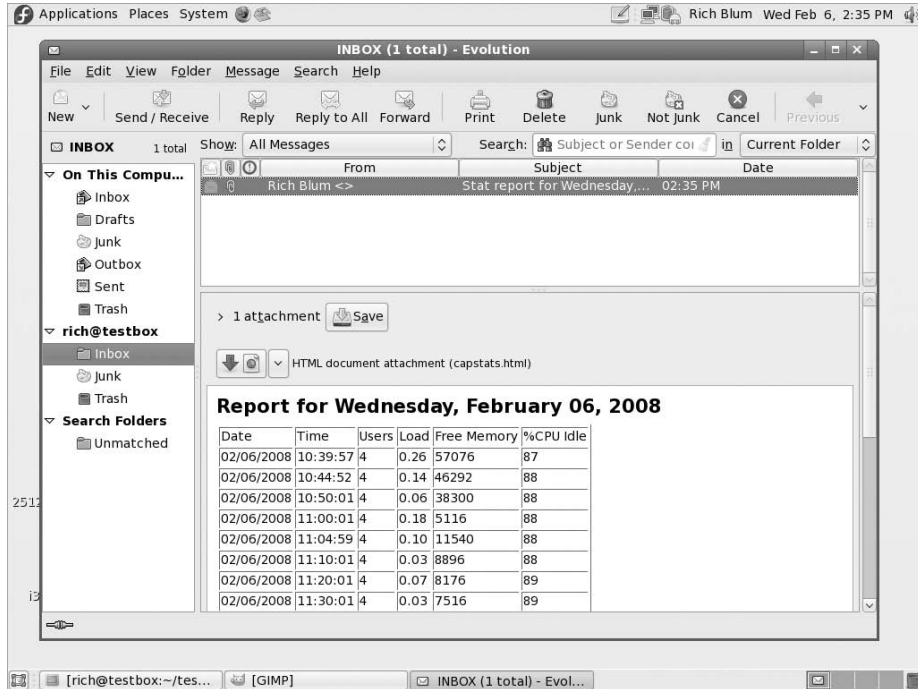 Applications Places System Rich Blum Wed Feb 6, 2:35 PM
INBOX (1 total) - Evolution
File Edit View Folder Message Search Help
New Send / Receive Reply Reply to All Forward Print Delete Junk Not Junk Cancel Previous
INBOX 1 total Show: All Messages Search: Subject or Sender in Current Folder
From Subject Date
Rich Blum <> Stat report for Wednesday,... 02:35 PM
On This Compu...
Inbox
Drafts
Junk
Outbox
Sent
Trash
rich@testbox
Inbox
Junk
Trash
Search Folders
Unmatched
1 attachment Save
HTML document attachment (capstats.html)
Report for Wednesday, February 06, 2008
Date Time Users Load Free Memory %CPU Idle
02/06/2008 10:39:57 4 0.26 57076 87
02/06/2008 10:44:52 4 0.14 46292 88
02/06/2008 10:50:01 4 0.06 38300 88
02/06/2008 11:00:01 4 0.18 5116 88
02/06/2008 11:04:59 4 0.10 11540 88
02/06/2008 11:10:01 4 0.03 8896 88
02/06/2008 11:20:01 4 0.07 8176 89
02/06/2008 11:30:01 4 0.03 7516 89
2512
i3
[rich@testbox:~/tes... [GIMP] INBOX (1 total) - Evol...